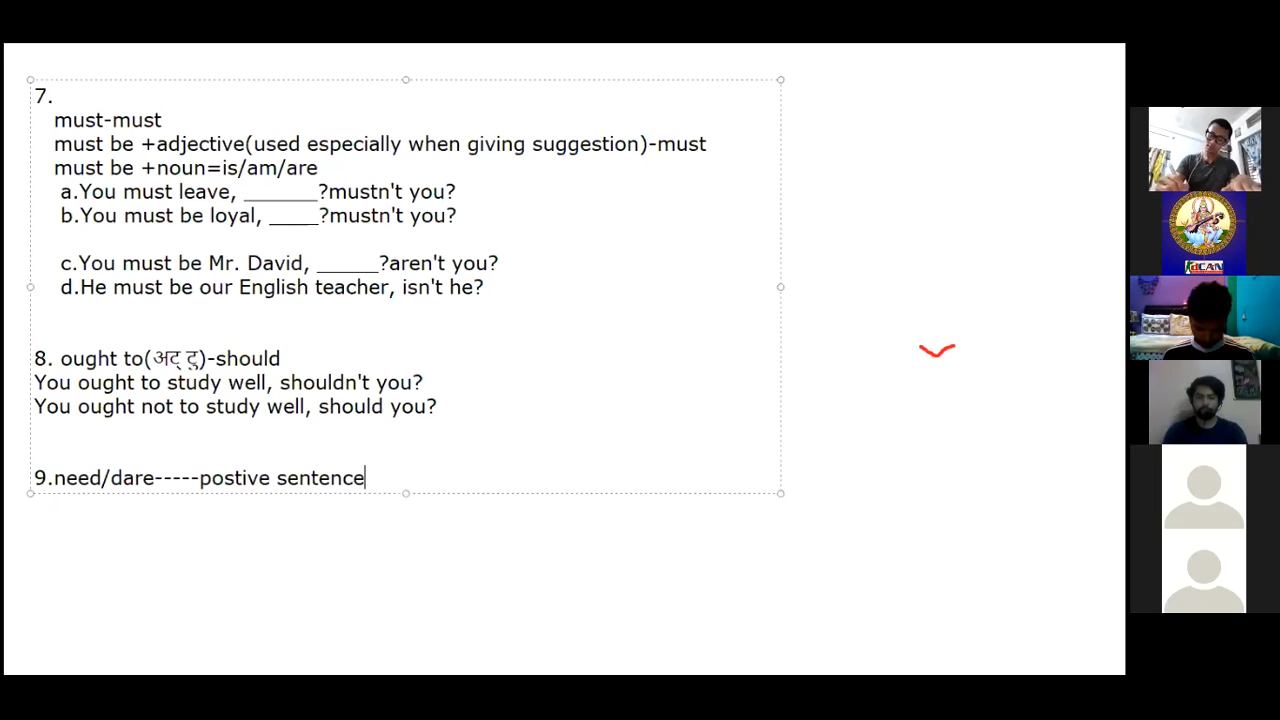 7.
must-must
must be +adjective(used especially when giving suggestion)-must
must be +noun=is/am/are
a.You must leave, _______?mustn't you?
b.You must be loyal, _____?mustn't you?
c.You must be Mr. David, ______?aren't you?
d.He must be our English teacher, isn't he?
8. ought to(अट् टु)-should
You ought to study well, shouldn't you?
You ought not to study well, should you?
9.need/dare-----postive sentence